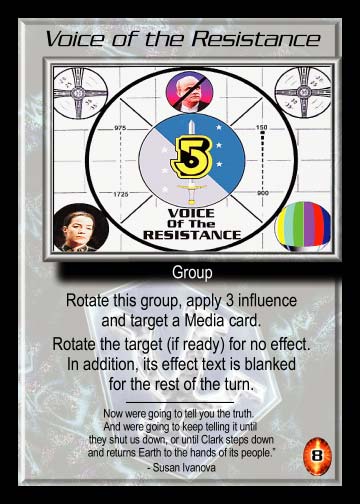 Voice of the Resistance
975
150
5
1725
900
VOICE
Of The
RESISTANCE
Group
Rotate this group, apply 3 influence
and target a Media card.
Rotate the target (if ready) for no effect.
In addition, its effect text is blanked
for the rest of the turn.
Now were going to tell you the truth.
And were going to keep telling it until
they shut us down, or until Clark steps down
and returns Earth to the hands of its people.”
- Susan Ivanova
8